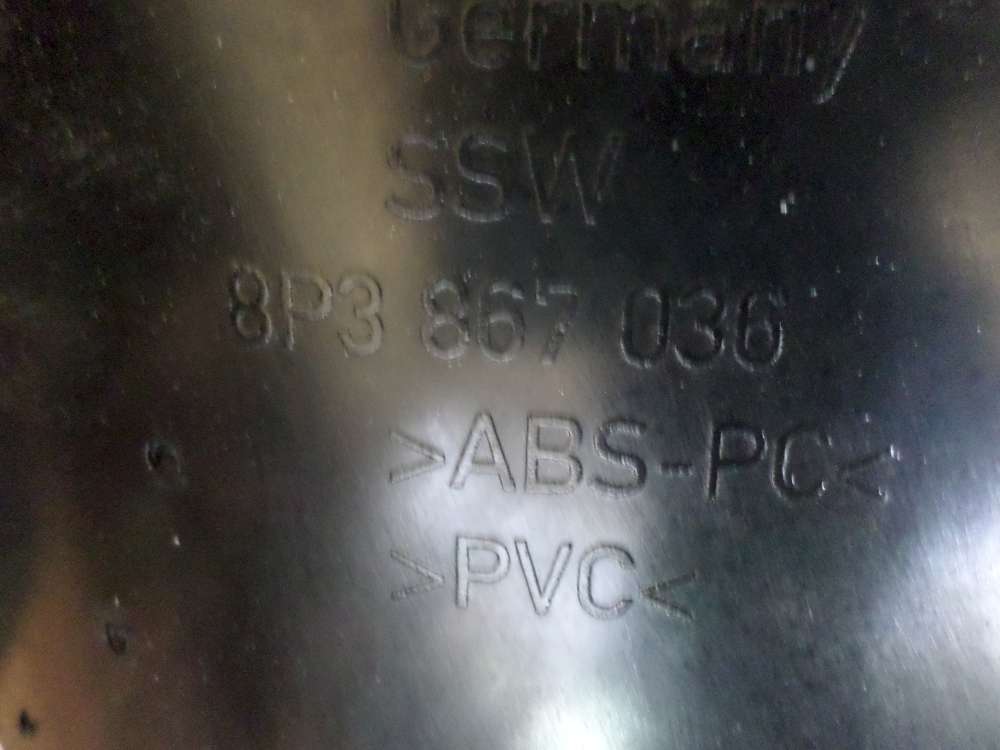 Germany
SSW
8P3 867 036
>ABS-PC<
>PVC<